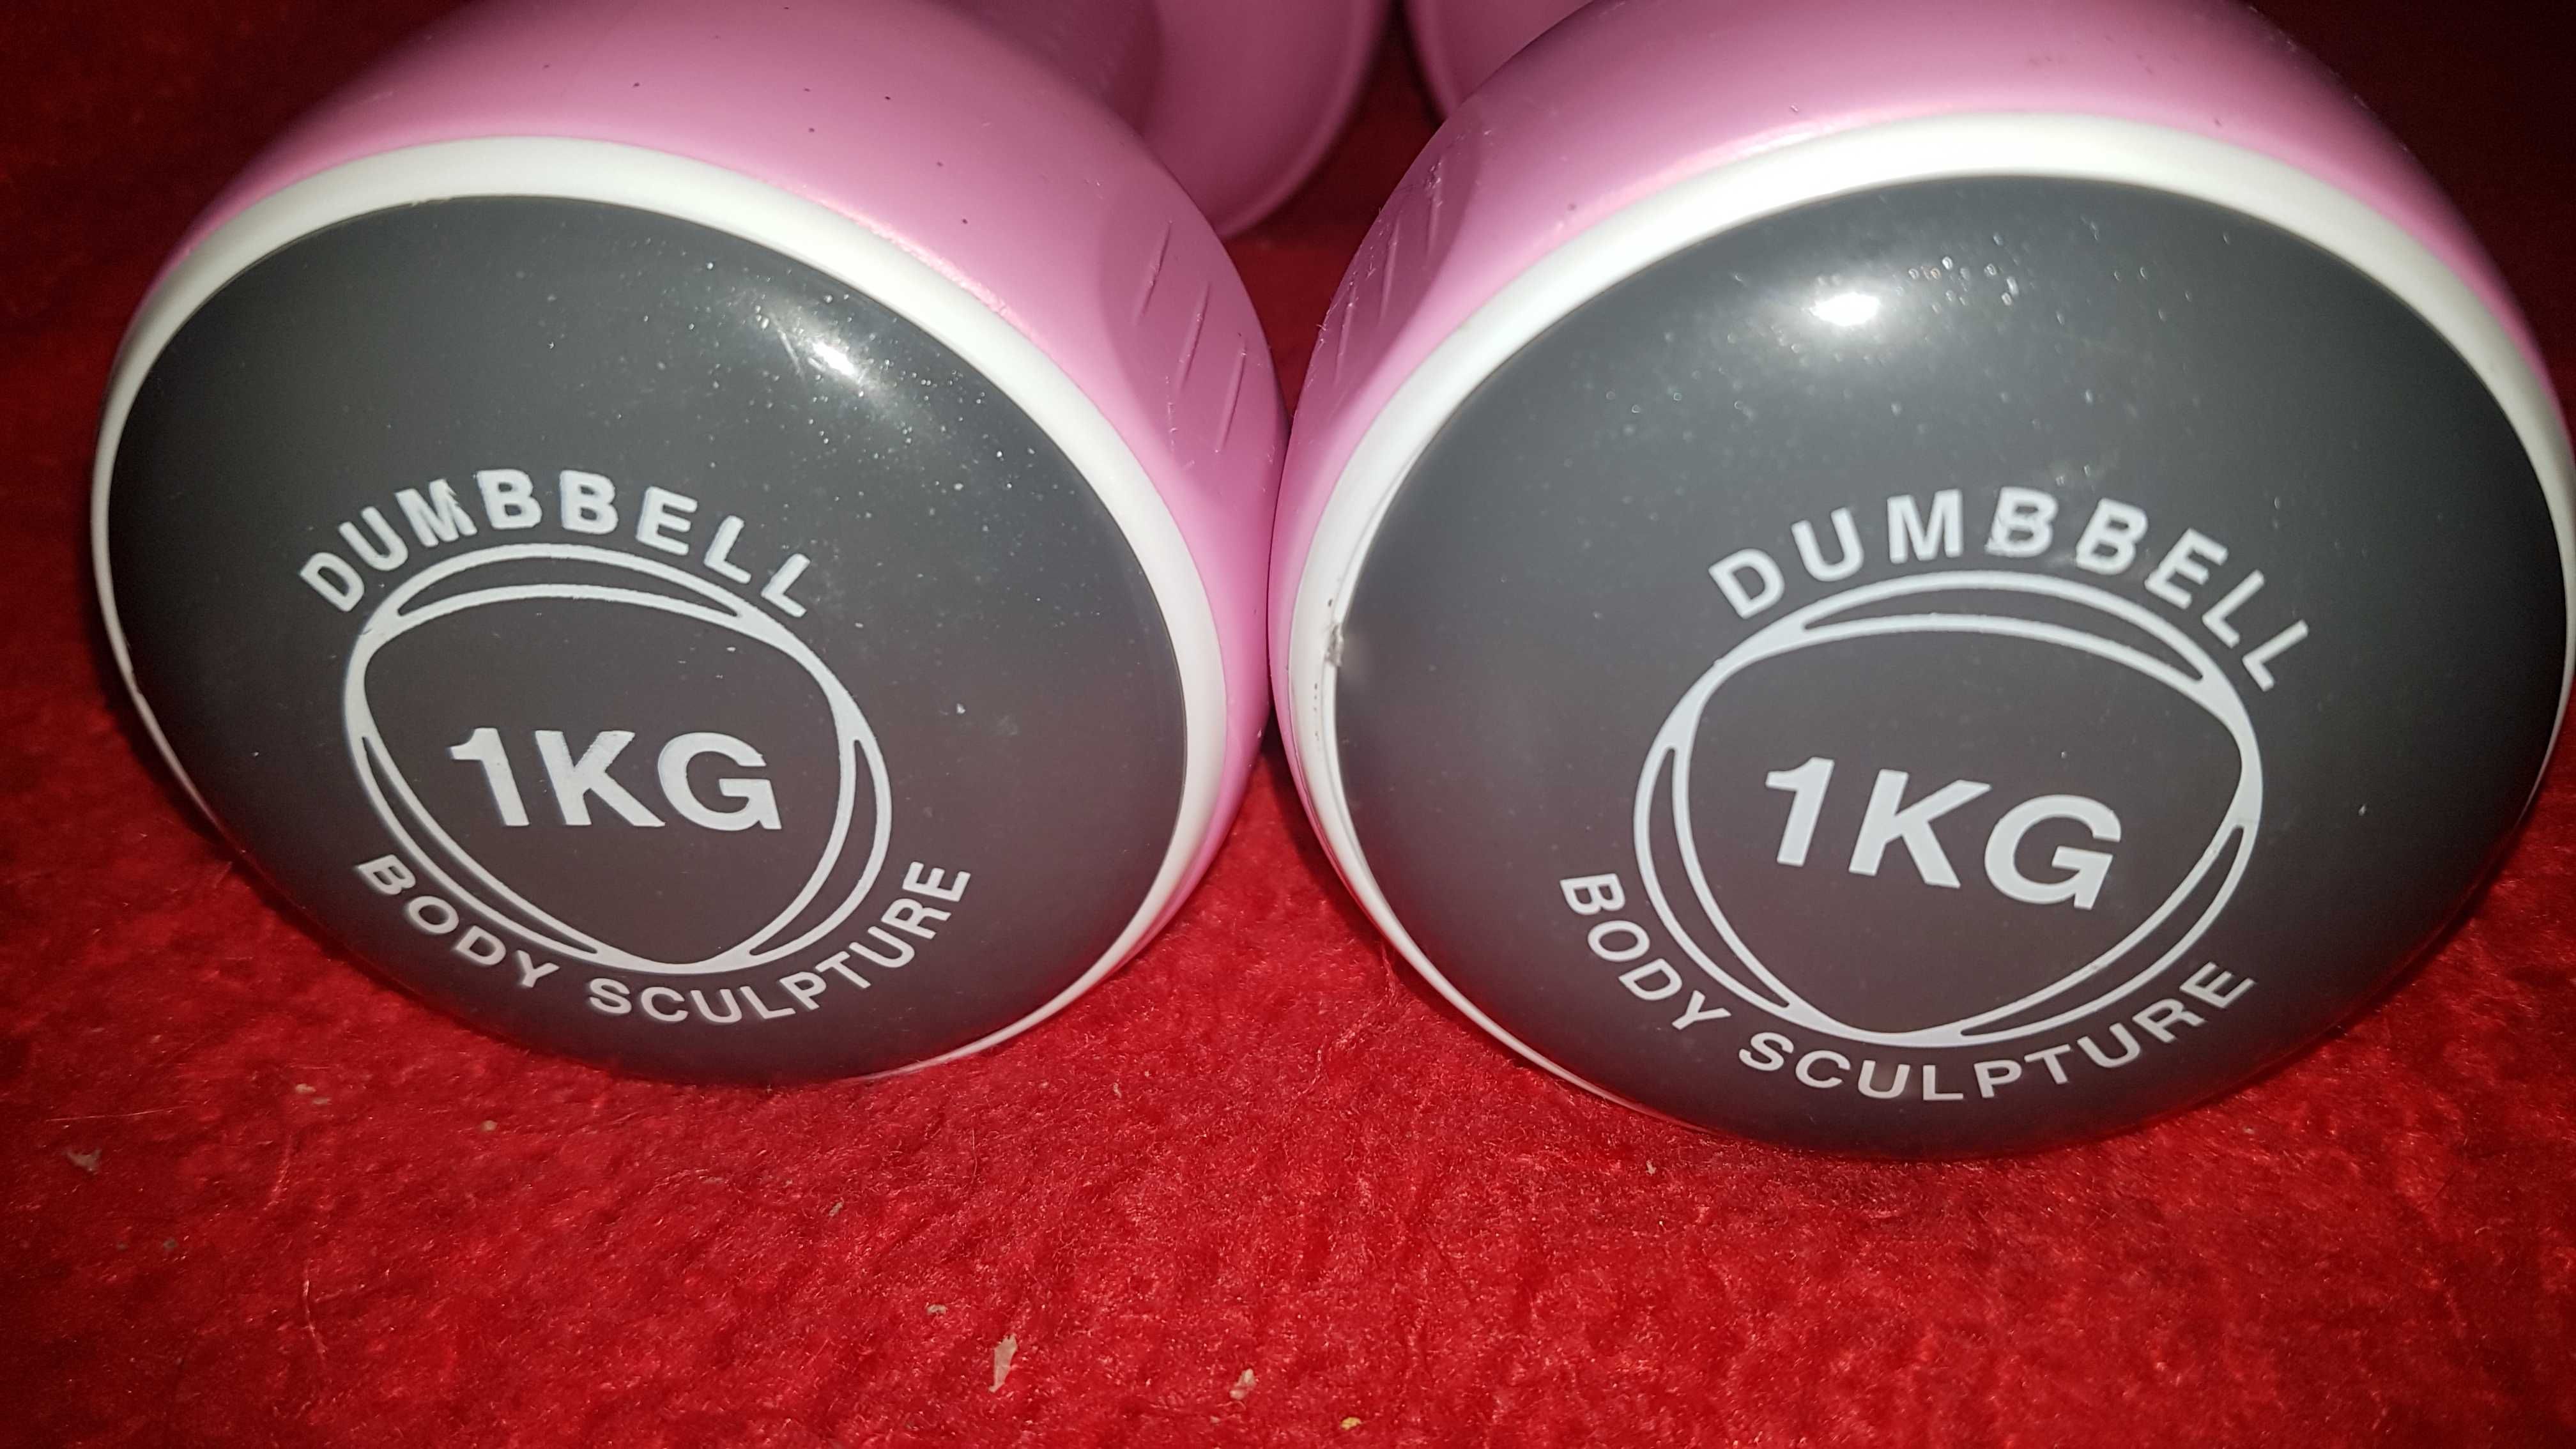 DUMBBELL
1KG
BODY SCULPTURE
DUMBBELL
1KG
BODY SCULPTURE